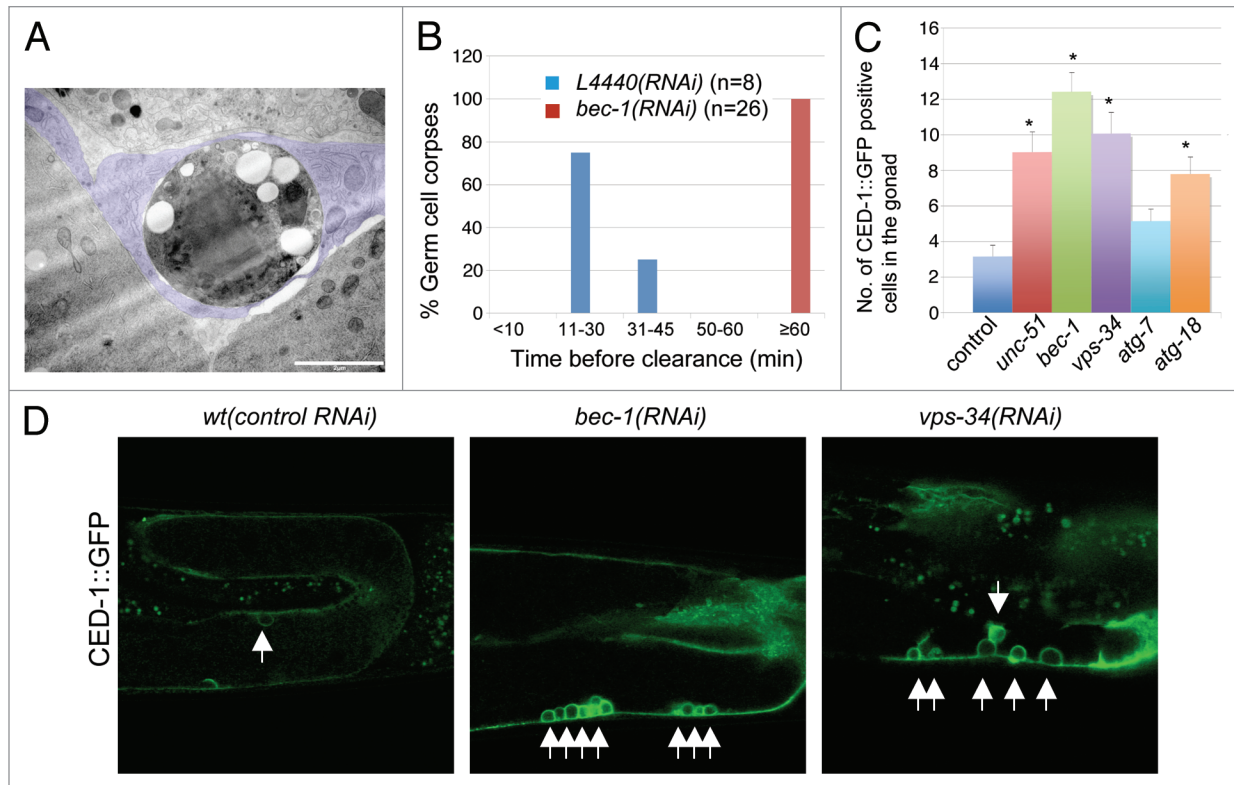 A
2µm
B
% Germ cell corpses
120
100
80
60
40
20
0
L4440(RNAi) (n=8)
bec-1(RNAi) (n=26)
<10
11-30
31-45
50-60
≥60
Time before clearance (min)
C
No. of CED-1::GFP positive
cells in the gonad
16
14
12
10
8
6
4
2
0
*
*
*
*
control
unc-51
bec-1
vps-34
atg-7
atg-18
D
wt(control RNAi)
bec-1(RNAi)
vps-34(RNAi)
CED-1::GFP